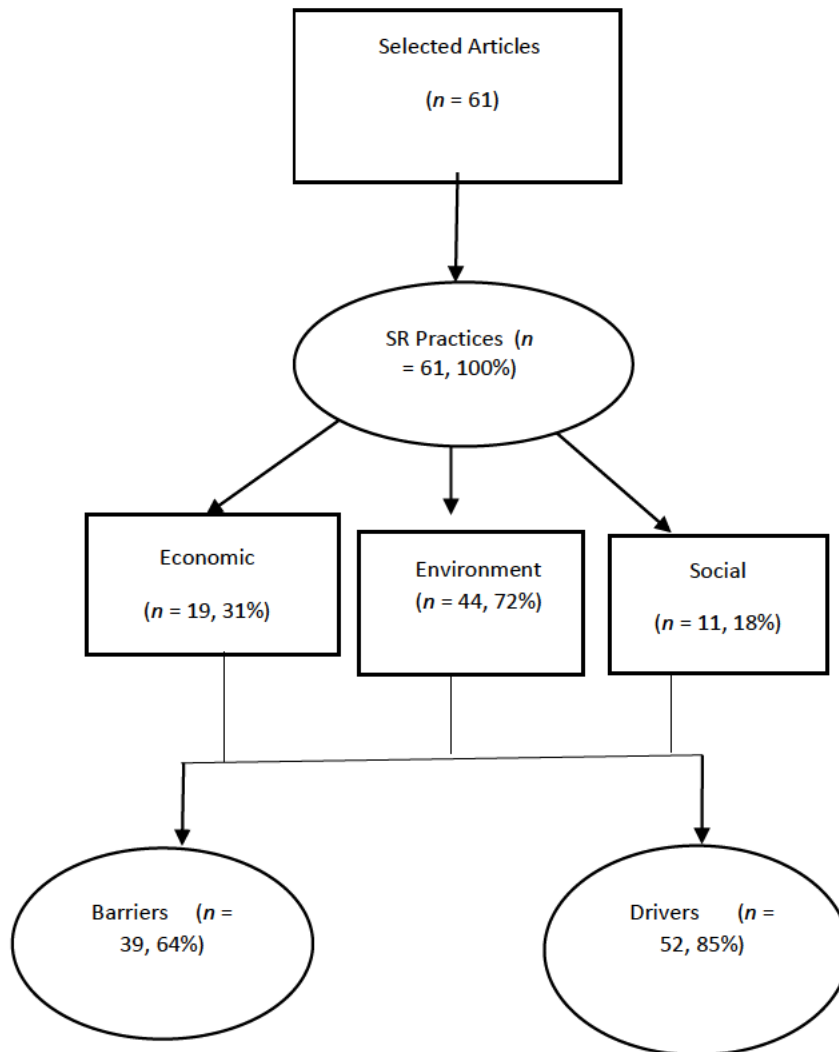 Selected Articles
(n = 61)
SR Practices (n
= 61, 100%)
Economic
(n = 19, 31%)
Environment
(n = 44, 72%)
Social
(n = 11, 18%)
Barriers (n =
39, 64%)
Drivers (n =
52, 85%)